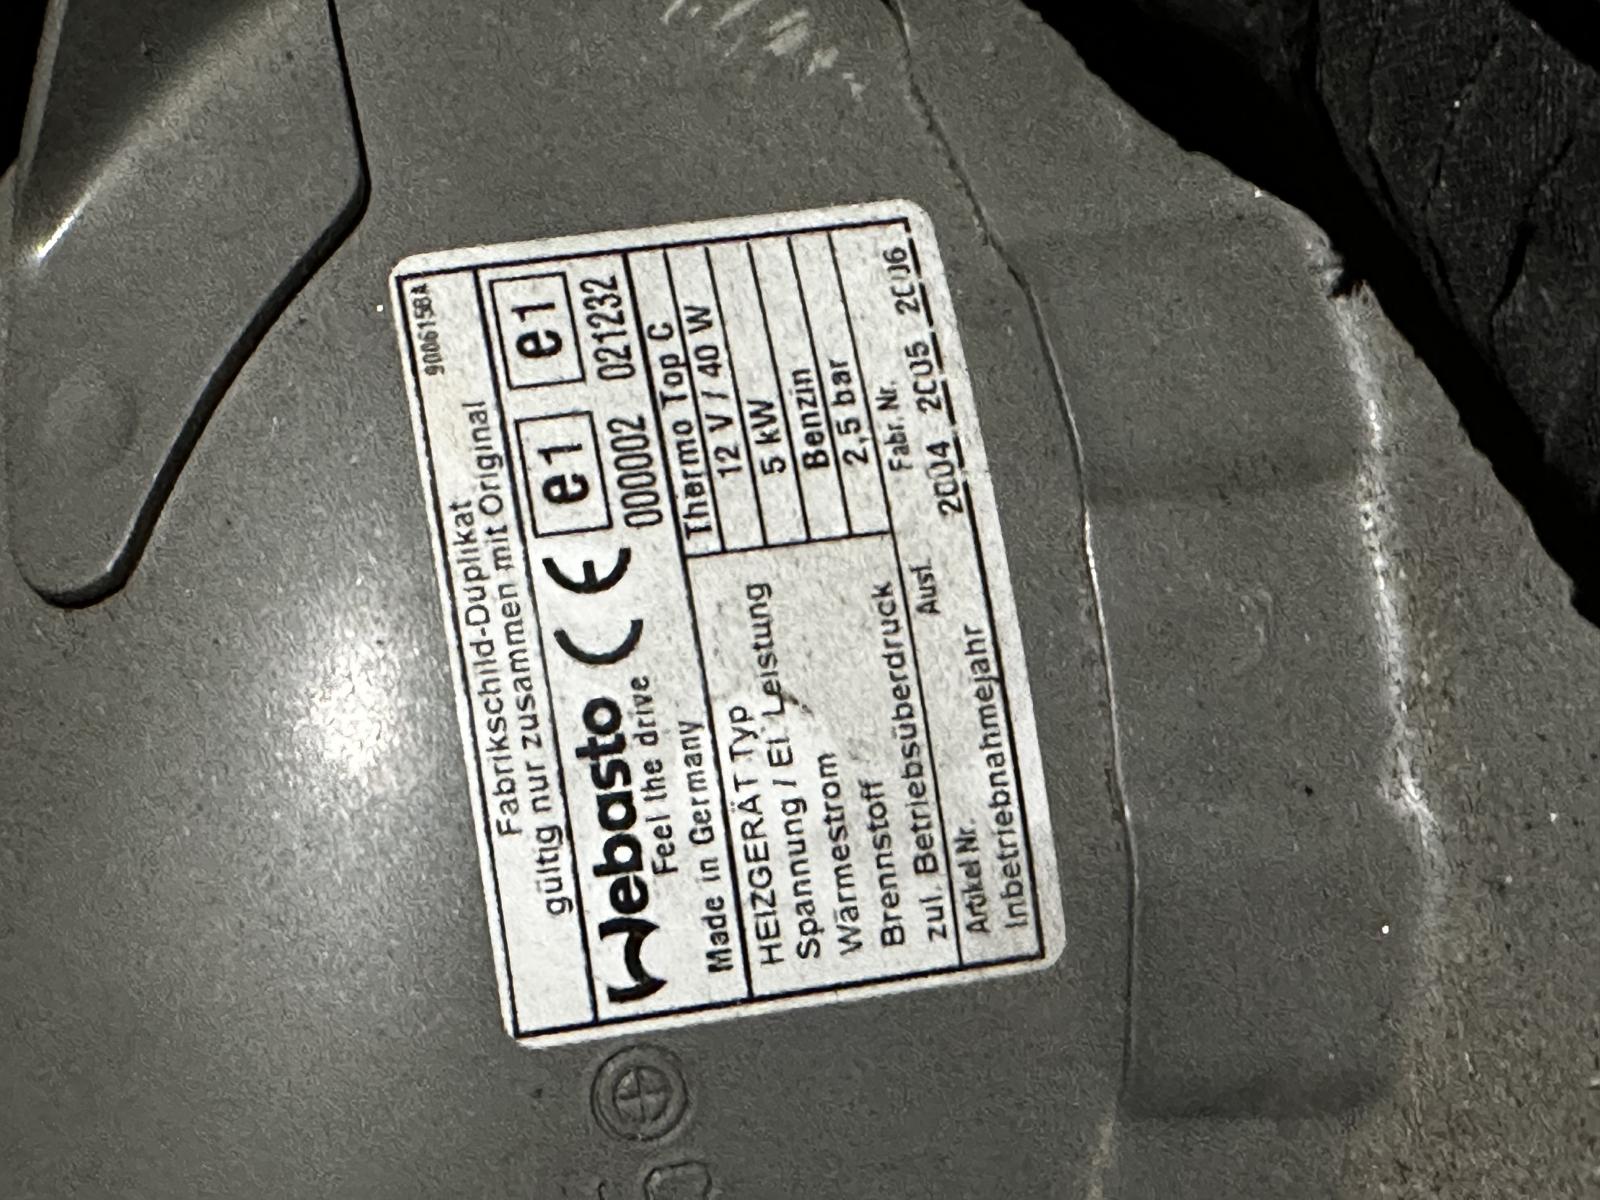 9006158A
Fabrikschild-Duplikat
gültig nur zusammen mit Original
Webasto CE e1 e1
Feel the drive 000002 021232
Made in Germany
HEIZGERÄT Typ Thermo Top C
Spannung / El. Leistung 12 V / 40 W
Wärmestrom 5 kW
Brennstoff Benzin
zul. Betriebsüberdruck 2,5 bar
Artikel Nr. Ausf. Fabr. Nr.
Inbetriebnahmejahr 2004 2005 2006